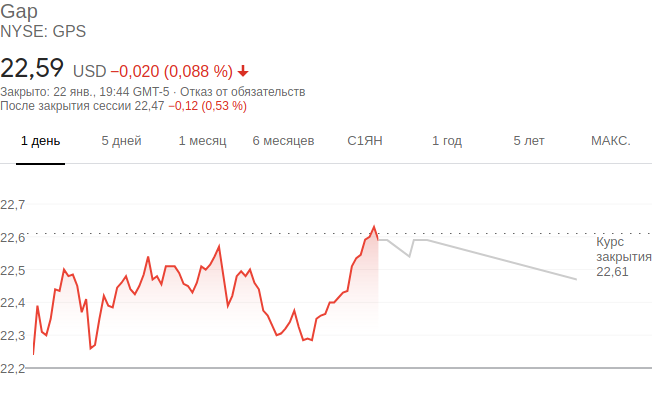 Gap
NYSE: GPS
22,59 USD −0,020 (0,088 %)
Закрыто: 22 янв., 19:44 GMT-5 · Отказ от обязательств
После закрытия сессии 22,47 −0,12 (0,53 %)
1 день 5 дней 1 месяц 6 месяцев С1ЯН 1 год 5 лет МАКС.
22,7
22,6
22,5
22,4
22,3
22,2
Курс
закрытия
22,61